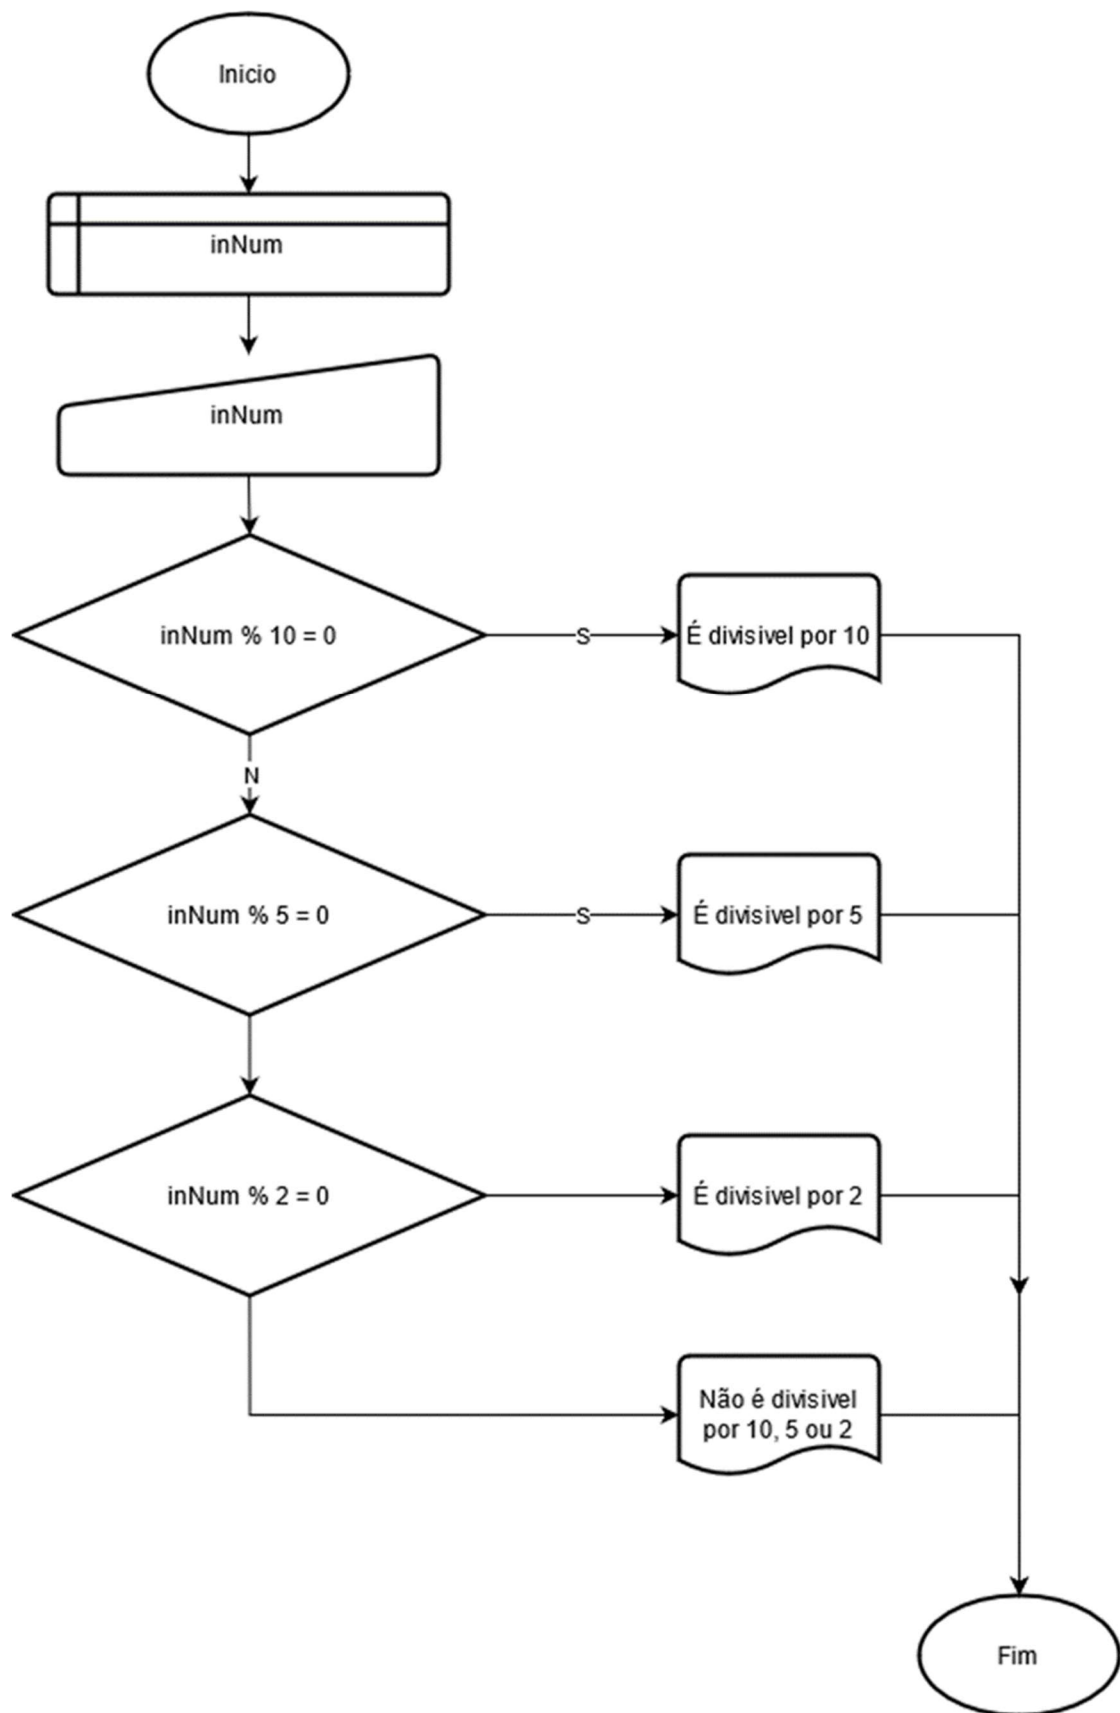 Inicio
inNum
inNum
inNum % 10 = 0
S
É divisivel por 10
N
inNum % 5 = 0
S
É divisivel por 5
inNum % 2 = 0
É divisivel por 2
Não é divisivel
por 10, 5 ou 2
Fim